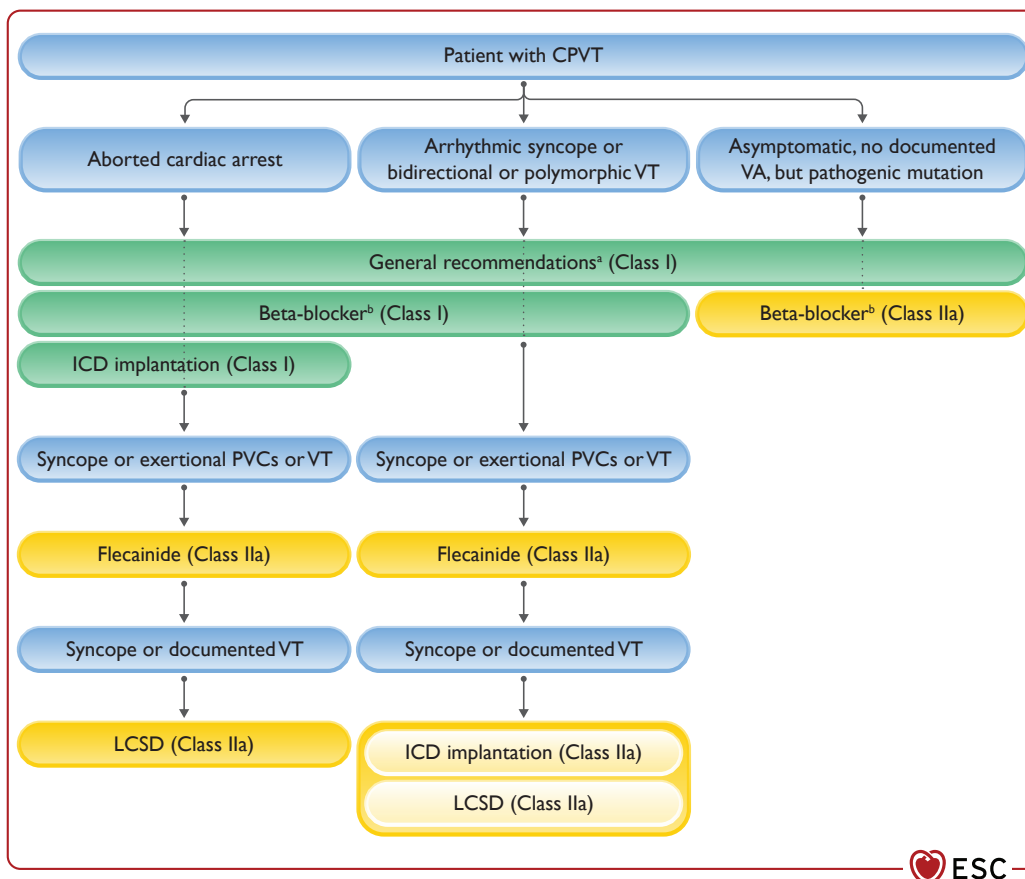 Patient with CPVT
Aborted cardiac arrest
Arrhythmic syncope or
bidirectional or polymorphic VT
Asymptomatic, no documented
VA, but pathogenic mutation
General recommendationsᵃ (Class I)
Beta-blockerᵇ (Class I)
Beta-blockerᵇ (Class IIa)
ICD implantation (Class I)
Syncope or exertional PVCs or VT
Syncope or exertional PVCs or VT
Flecainide (Class IIa)
Flecainide (Class IIa)
Syncope or documented VT
Syncope or documented VT
LCSD (Class IIa)
ICD implantation (Class IIa)
LCSD (Class IIa)
ESC